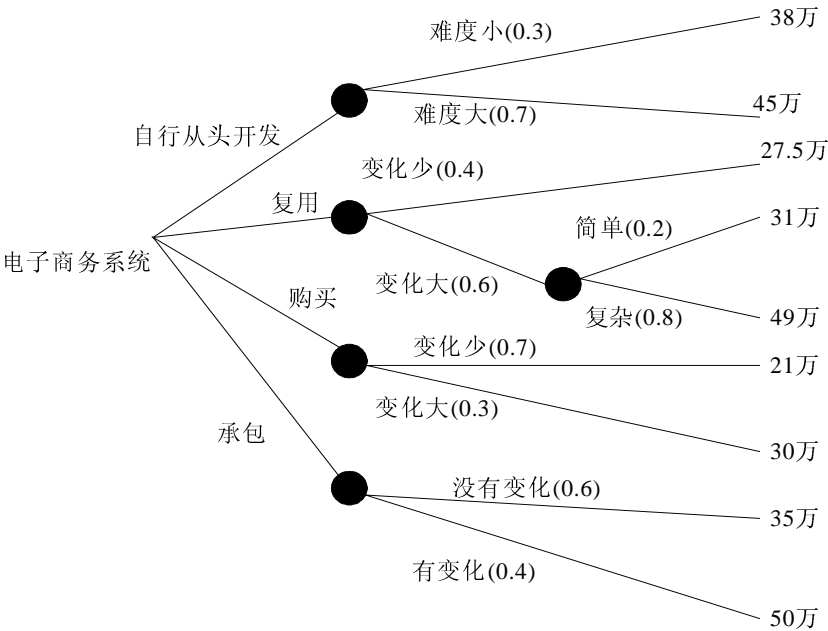 难度小(0.3)
38万
自行从头开发
难度大(0.7)
45万
变化少(0.4)
27.5万
复用
简单(0.2)
31万
电子商务系统
变化大(0.6)
购买
复杂(0.8)
49万
变化少(0.7)
21万
变化大(0.3)
承包
30万
没有变化(0.6)
35万
有变化(0.4)
50万